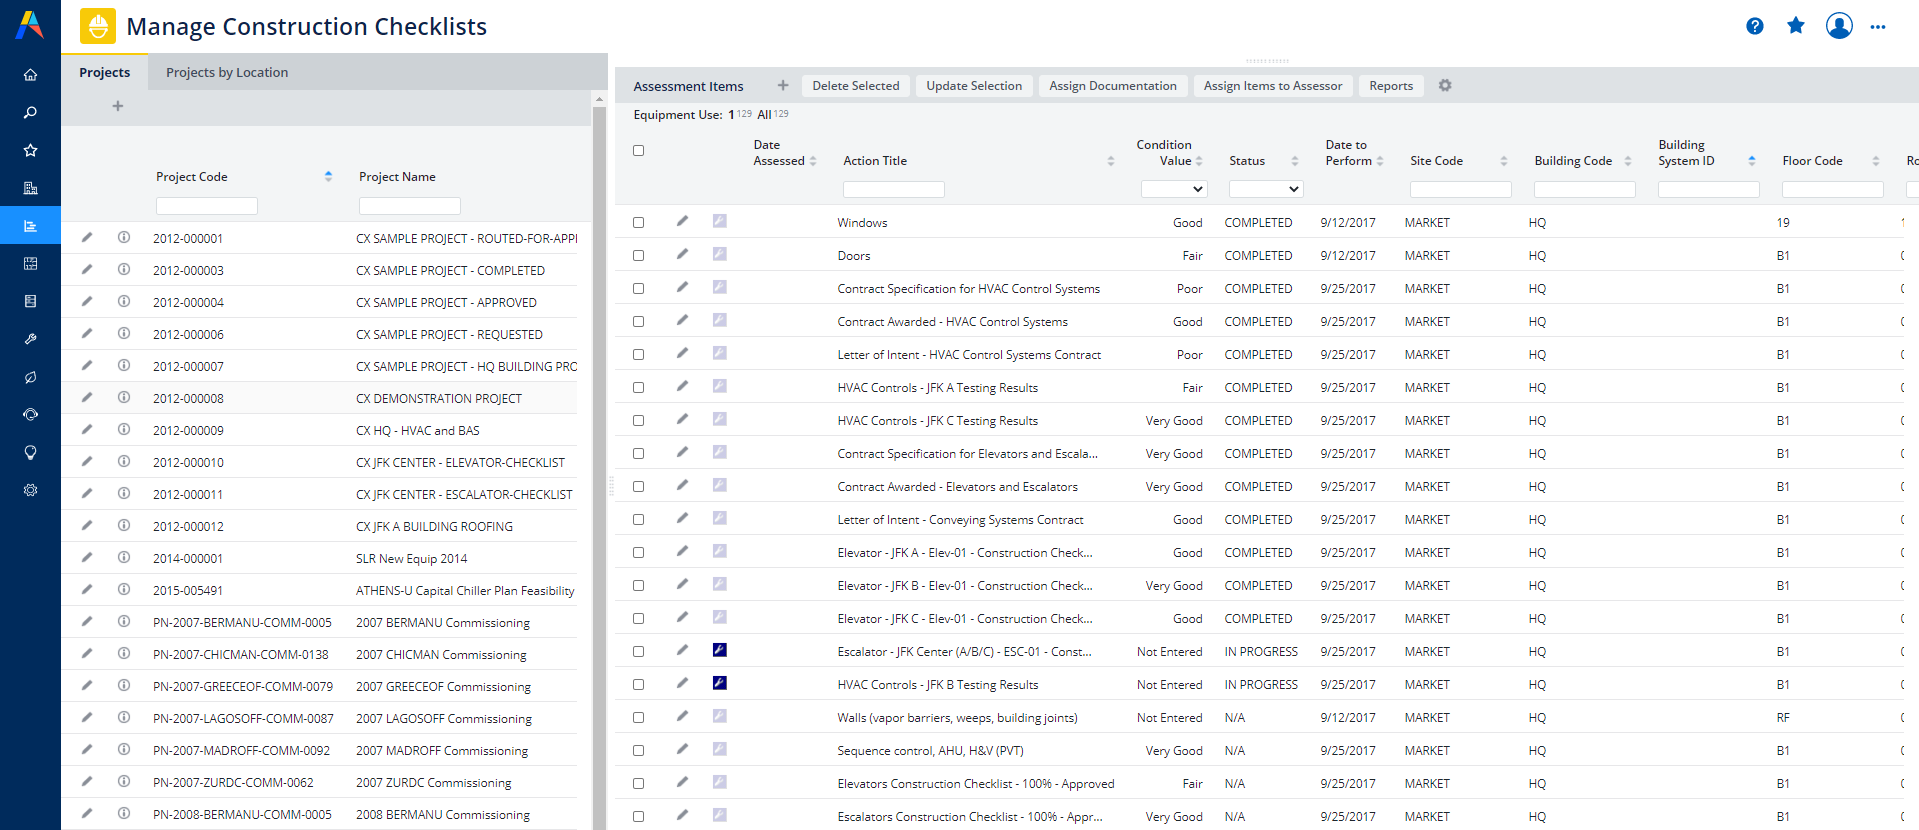 Manage Construction Checklists
Projects
Projects by Location
Project Code
Project Name
2012-000001 CX SAMPLE PROJECT - ROUTED-FOR-APP
2012-000003 CX SAMPLE PROJECT - COMPLETED
2012-000004 CX SAMPLE PROJECT - APPROVED
2012-000006 CX SAMPLE PROJECT - REQUESTED
2012-000007 CX SAMPLE PROJECT - HQ BUILDING PRO
2012-000008 CX DEMONSTRATION PROJECT
2012-000009 CX HQ - HVAC and BAS
2012-000010 CX JFK CENTER - ELEVATOR-CHECKLIST
2012-000011 CX JFK CENTER - ESCALATOR-CHECKLIST
2012-000012 CX JFK A BUILDING ROOFING
2014-000001 SLR New Equip 2014
2015-005491 ATHENS-U Capital Chiller Plan Feasibility
PN-2007-BERMANU-COMM-0005 2007 BERMANU Commissioning
PN-2007-CHICMAN-COMM-0138 2007 CHICMAN Commissioning
PN-2007-GREECEOF-COMM-0079 2007 GREECEOF Commissioning
PN-2007-LAGOSOFF-COMM-0087 2007 LAGOSOFF Commissioning
PN-2007-MADROFF-COMM-0092 2007 MADROFF Commissioning
PN-2007-ZURDC-COMM-0062 2007 ZURDC Commissioning
PN-2008-BERMANU-COMM-0005 2008 BERMANU Commissioning
Assessment Items + Delete Selected Update Selection Assign Documentation Assign Items to Assessor Reports
Equipment Use: 1 129 All 129
Date Assessed
Action Title
Condition Value
Status
Date to Perform
Site Code
Building Code
Building System ID
Floor Code
Ro
Windows Good COMPLETED 9/12/2017 MARKET HQ 19
Doors Fair COMPLETED 9/12/2017 MARKET HQ B1
Contract Specification for HVAC Control Systems Poor COMPLETED 9/25/2017 MARKET HQ B1
Contract Awarded - HVAC Control Systems Good COMPLETED 9/25/2017 MARKET HQ B1
Letter of Intent - HVAC Control Systems Contract Poor COMPLETED 9/25/2017 MARKET HQ B1
HVAC Controls - JFK A Testing Results Fair COMPLETED 9/25/2017 MARKET HQ B1
HVAC Controls - JFK C Testing Results Very Good COMPLETED 9/25/2017 MARKET HQ B1
Contract Specification for Elevators and Escala... Very Good COMPLETED 9/25/2017 MARKET HQ B1
Contract Awarded - Elevators and Escalators Very Good COMPLETED 9/25/2017 MARKET HQ B1
Letter of Intent - Conveying Systems Contract Good COMPLETED 9/25/2017 MARKET HQ B1
Elevator - JFK A - Elev-01 - Construction Check... Good COMPLETED 9/25/2017 MARKET HQ B1
Elevator - JFK B - Elev-01 - Construction Check... Very Good COMPLETED 9/25/2017 MARKET HQ B1
Elevator - JFK C - Elev-01 - Construction Check... Good COMPLETED 9/25/2017 MARKET HQ B1
Escalator - JFK Center (A/B/C) - ESC-01 - Const... Not Entered IN PROGRESS 9/25/2017 MARKET HQ B1
HVAC Controls - JFK B Testing Results Not Entered IN PROGRESS 9/25/2017 MARKET HQ B1
Walls (vapor barriers, weeps, building joints) Not Entered N/A 9/12/2017 MARKET HQ RF
Sequence control, AHU, H&V (PVT) Very Good N/A 9/25/2017 MARKET HQ B1
Elevators Construction Checklist - 100% - Approved Fair N/A 9/25/2017 MARKET HQ B1
Escalators Construction Checklist - 100% - Appr... Very Good N/A 9/25/2017 MARKET HQ B1